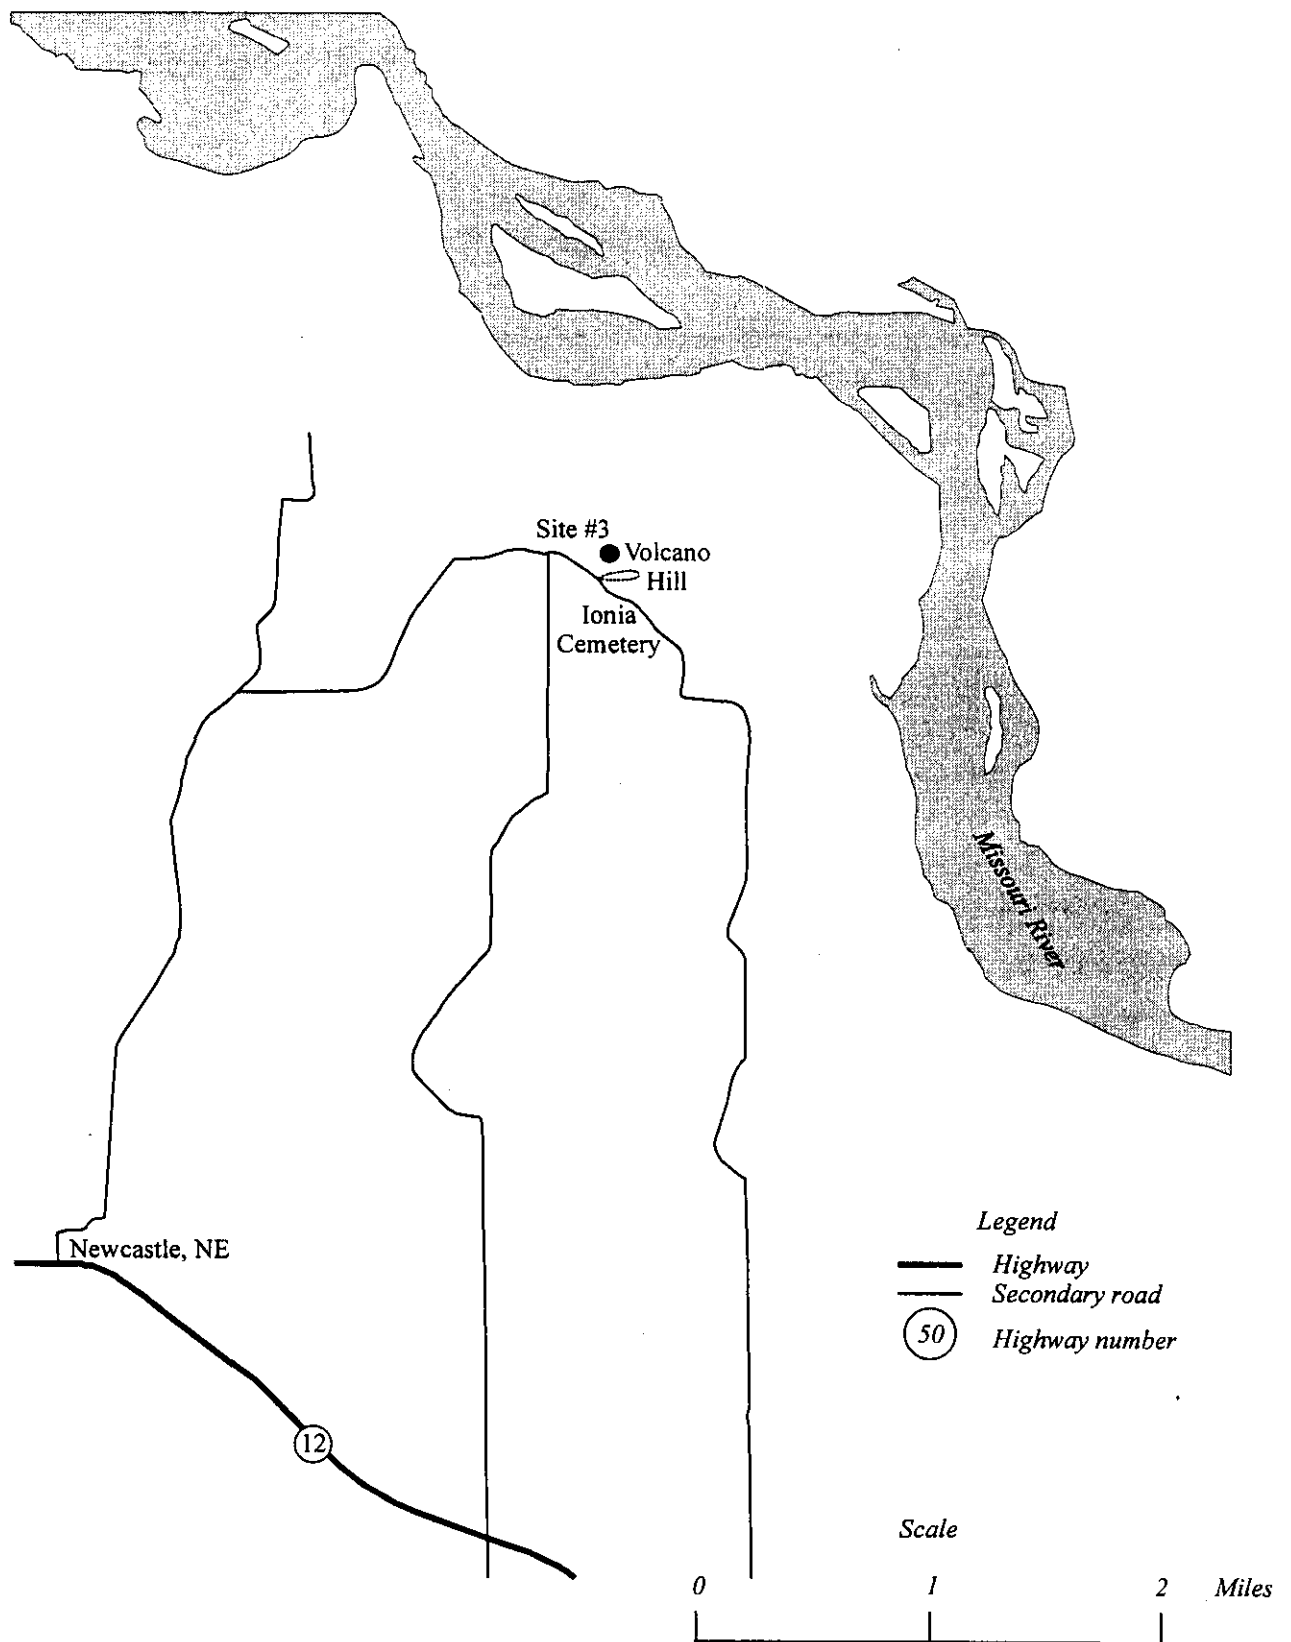 Site #3
Volcano
Hill
Ionia
Cemetery
Missouri River
Newcastle, NE
Legend
Highway
Secondary road
50 Highway number
12
Scale
0 1 2 Miles